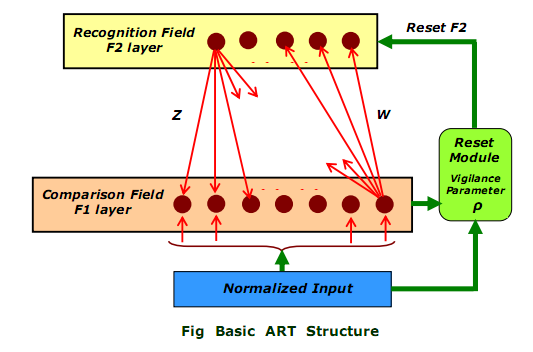 Recognition Field
F2 layer
Reset F2
Z
W
Reset
Module
Vigilance
Parameter
ρ
Comparison Field
F1 layer
Normalized Input
Fig Basic ART Structure